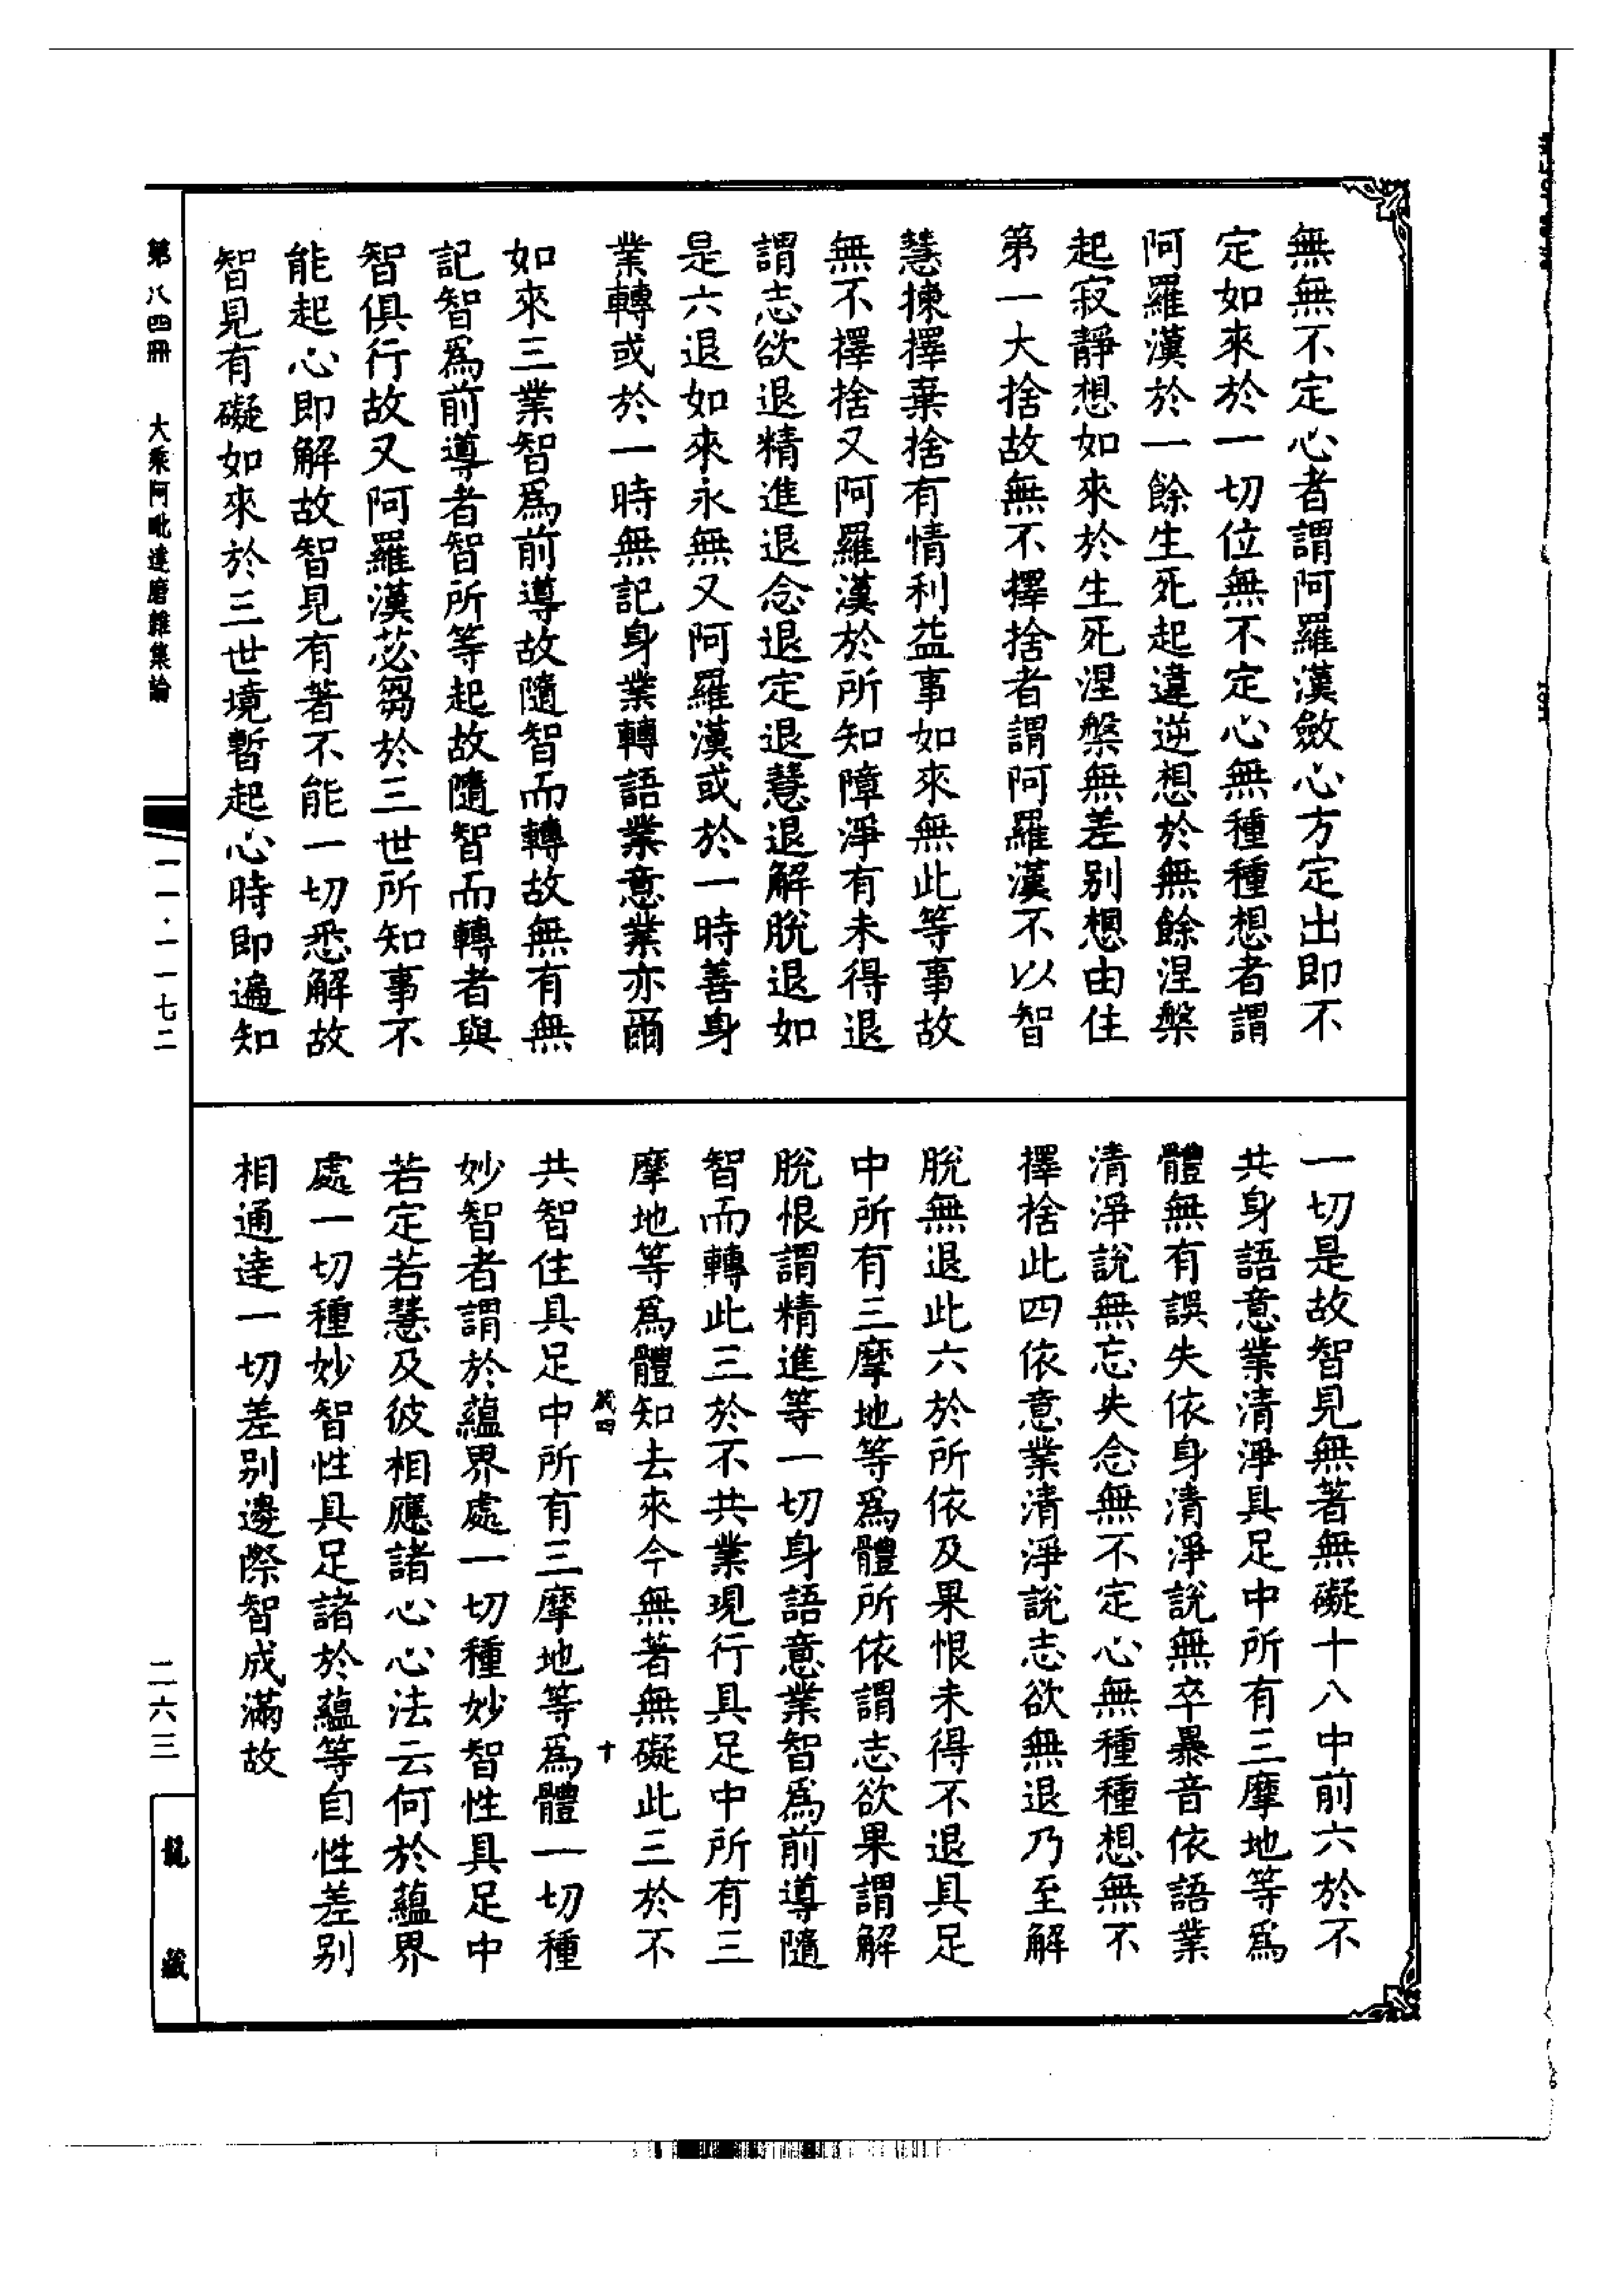 無無不定心者謂阿羅漢斂心方定出即不
定如來於一切位無不定心無種種想者謂
阿羅漢於一餘生死起違逆想於無餘涅槃
起寂靜想如來於生死涅槃無差别想由住
第一大捨故無不擇捨者謂阿羅漢不以智
慧揀擇棄捨有情利益事如來無此等事故
無不擇捨又阿羅漢於所知障淨有未得退
謂志欲退精進退念退定退慧退解脫退如
是六退如來永無又阿羅漢或於一時善身
業轉或於一時無記身業轉語業意業亦爾
如來三業智爲前導故隨智而轉故無有無
記智爲前導者智所等起故隨智而轉者與
智俱行故又阿羅漢苾芻於三世所知事不
能起心即解故智見有著不能一切悉解故
智見有礙如來於三世境暫起心時即遍知
一切是故智見無著無礙十八中前六於不
共身語意業清淨具足中所有三摩地等爲
體無有誤失依身清淨說無卒暴音依語業
清淨說無忘失念無不定心無種種想無不
擇捨此四依意業清淨說志欲無退乃至解
脫無退此六於所依及果恨未得不退具足
中所有三摩地等爲體所依謂志欲果謂解
脫恨謂精進等一切身語意業智爲前導隨
智而轉此三於不共業現行具足中所有三
摩地等爲體知去來今無著無礙此三於不
共智住具足中所有三摩地等爲體一切種
妙智者謂於蘊界處一切種妙智性具足中
若定若慧及彼相應諸心心法云何於蘊界
處一切種妙智性具足諸於蘊等自性差别
相通達一切差别邊際智成滿故
第八四冊 大乘阿毗達磨雜集論
一一·一一七二
二六三
龍藏